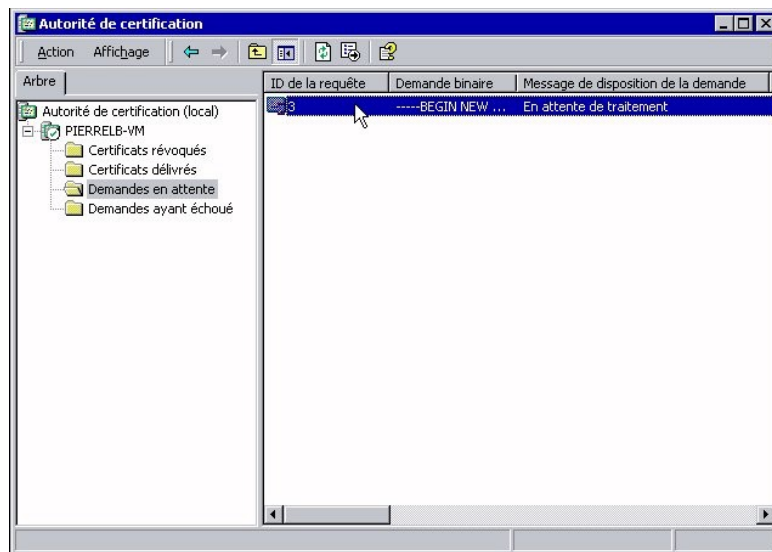 Autorité de certification
Action Affichage
Arbre
ID de la requête Demande binaire Message de disposition de la demande
Autorité de certification (local)
PIERRELB-VM
Certificats révoqués
Certificats délivrés
Demandes en attente
Demandes ayant échoué
3 -----BEGIN NEW ... En attente de traitement